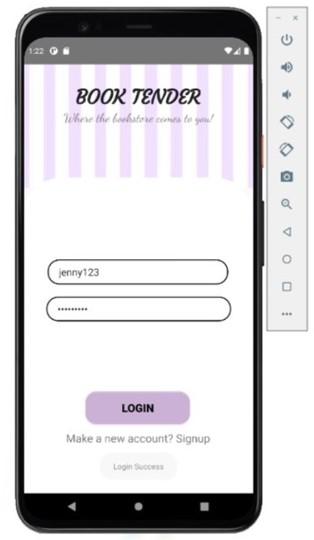 1:22
BOOK TENDER
Where the bookstore comes to you!
jenny123
•••••••••
LOGIN
Make a new account? Signup
Login Success